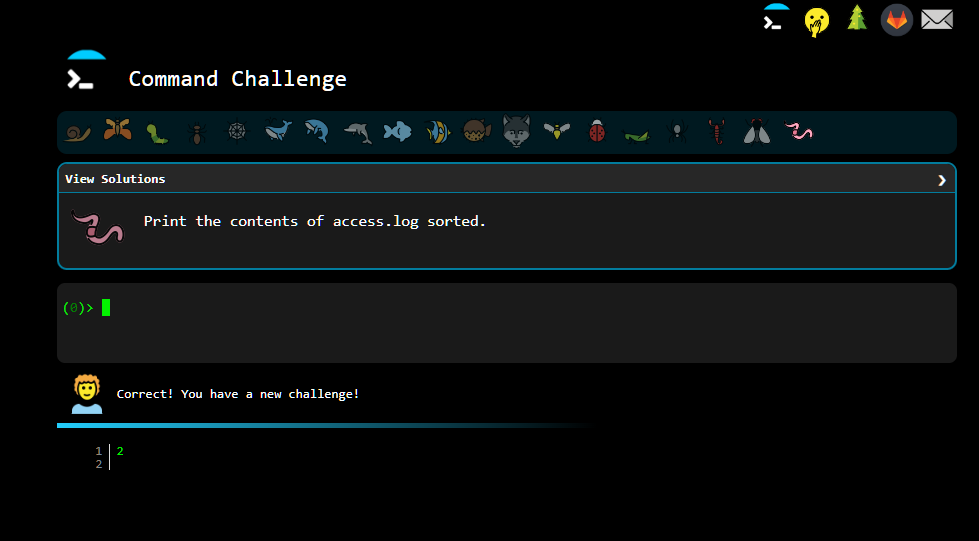 Command Challenge
View Solutions
Print the contents of access.log sorted.
(0)>
Correct! You have a new challenge!
1 2
2